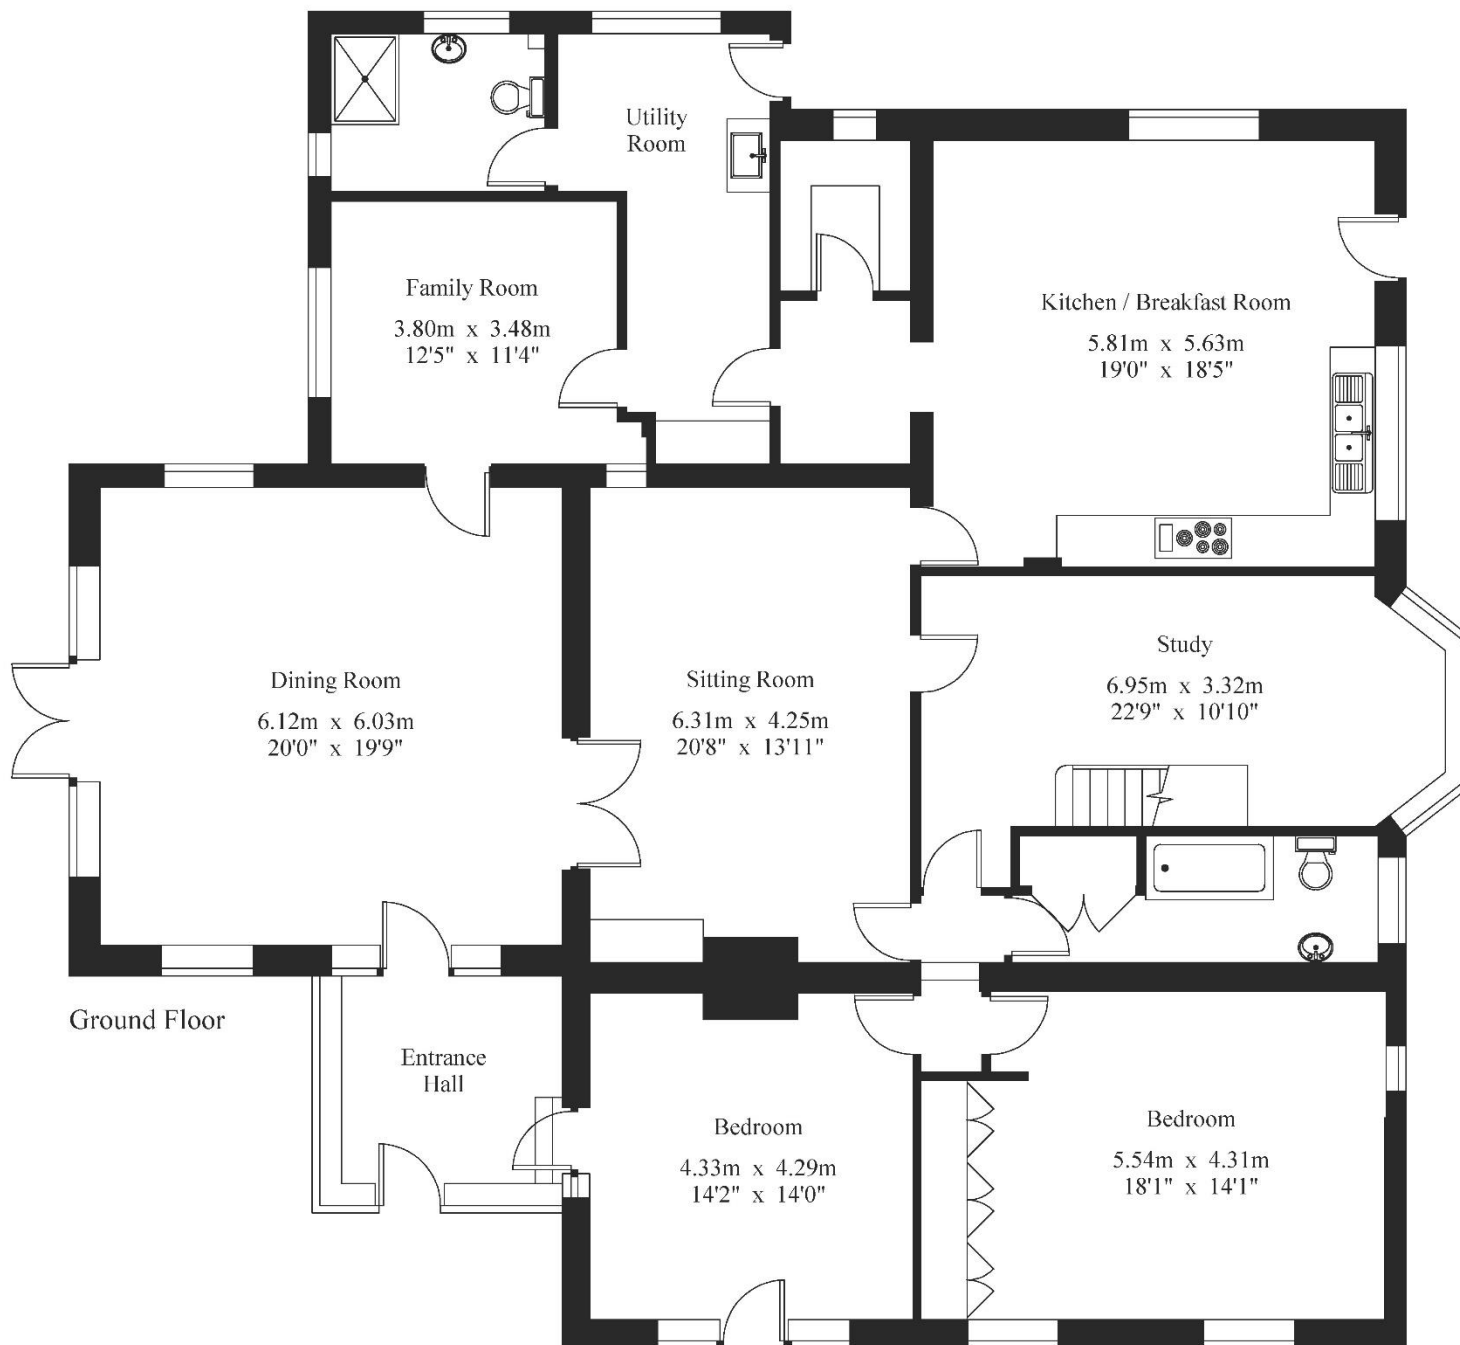 Utility
Room
Family Room
3.80m x 3.48m
12'5" x 11'4"
Kitchen / Breakfast Room
5.81m x 5.63m
19'0" x 18'5"
Dining Room
6.12m x 6.03m
20'0" x 19'9"
Sitting Room
6.31m x 4.25m
20'8" x 13'11"
Study
6.95m x 3.32m
22'9" x 10'10"
Ground Floor
Entrance
Hall
Bedroom
4.33m x 4.29m
14'2" x 14'0"
Bedroom
5.54m x 4.31m
18'1" x 14'1"